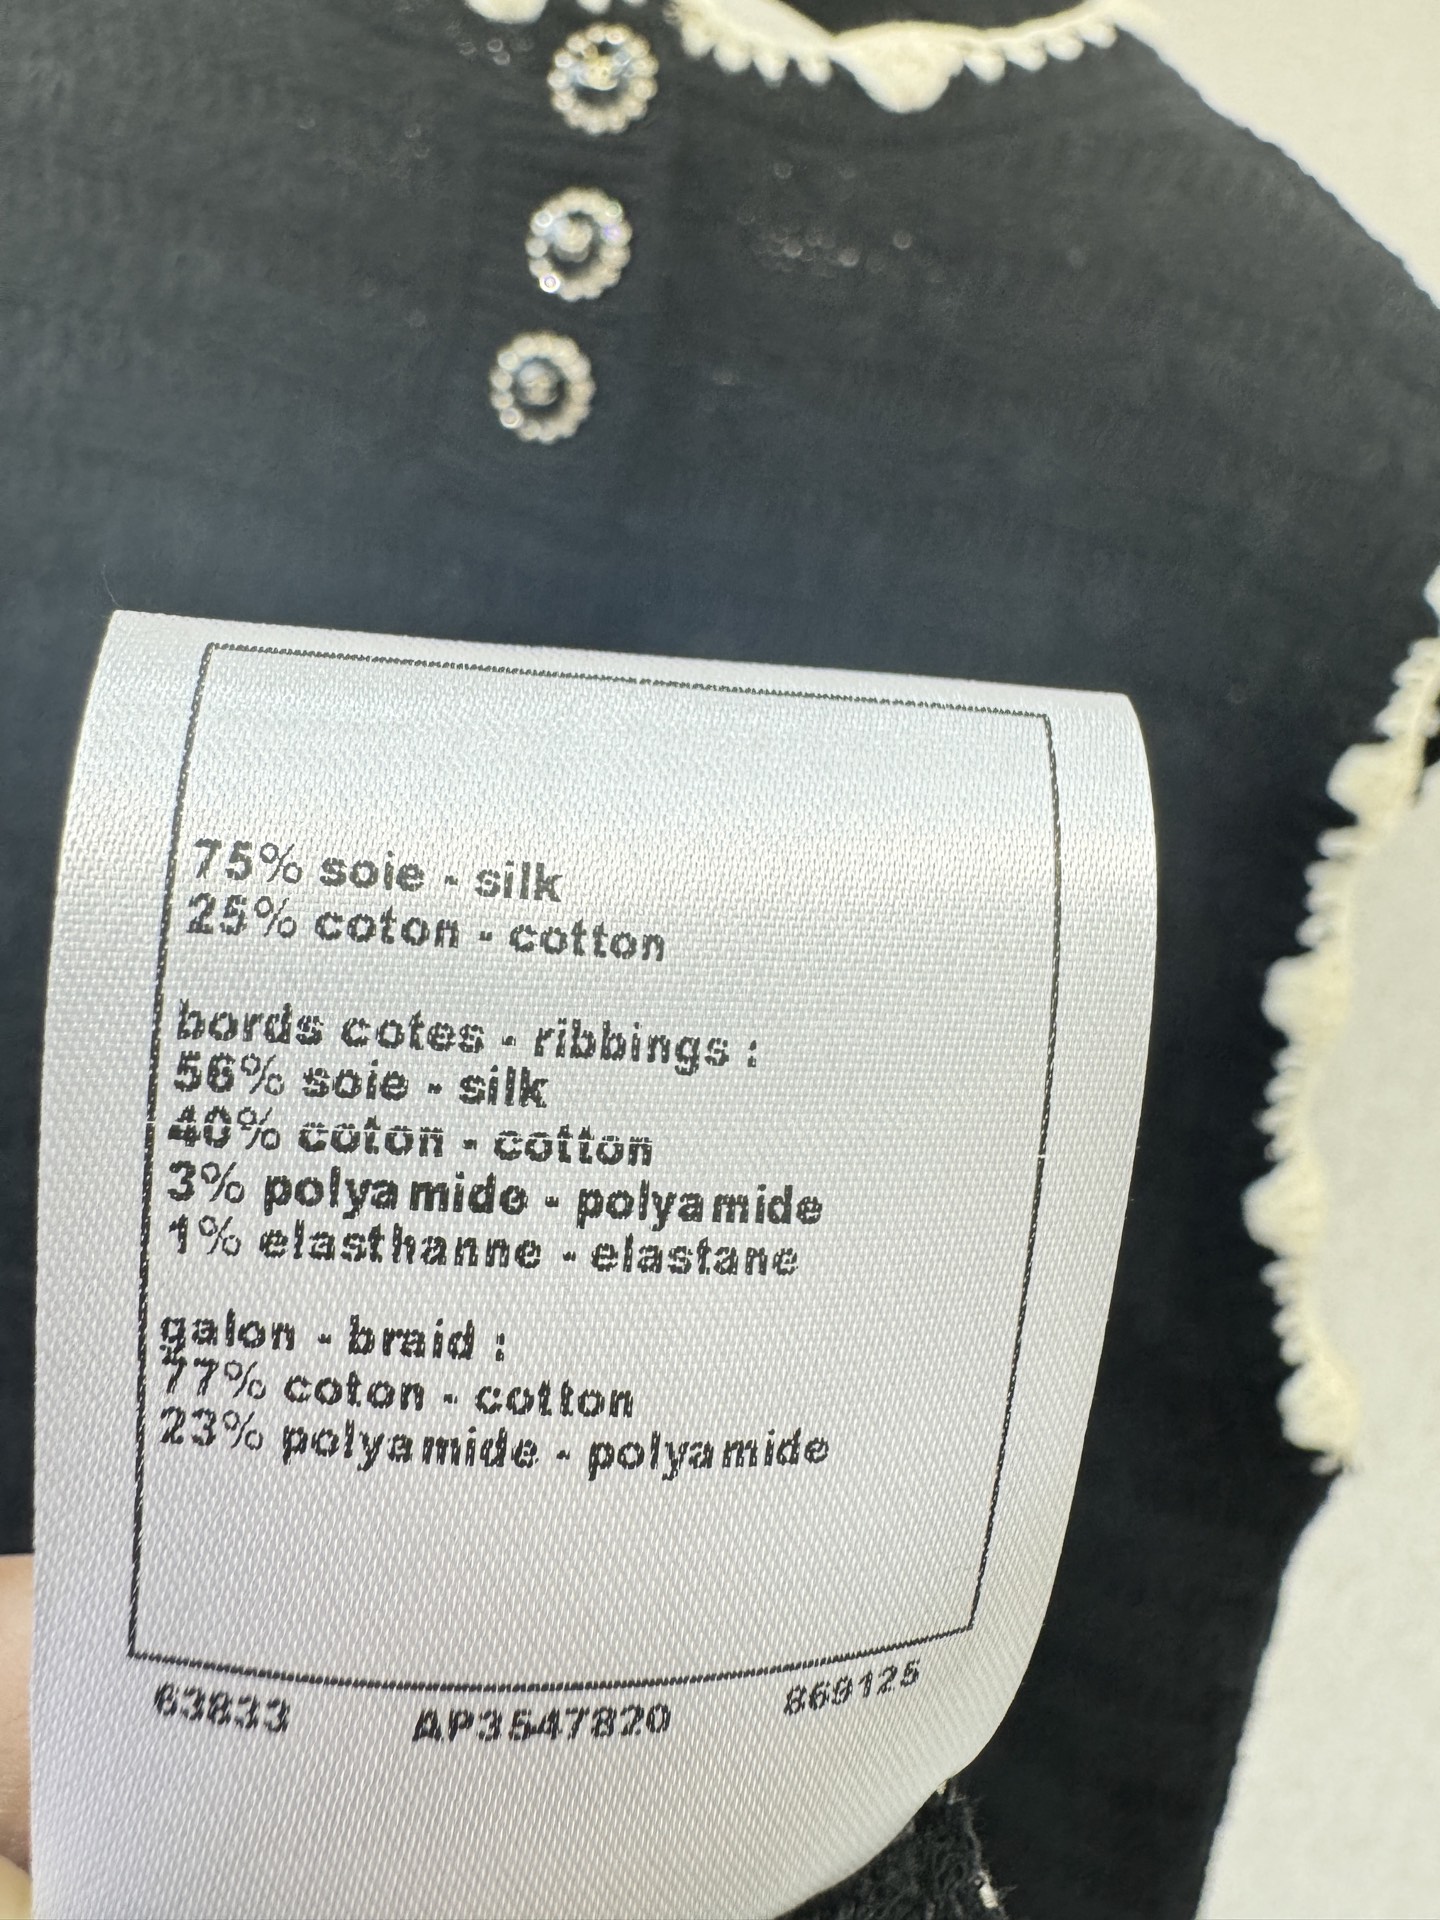 75% soie - silk
25% coton - cotton
bords cotes - ribbings :
56% soie - silk
40% coton - cotton
3% polyamide - polyamide
1% elasthanne - elastane
galon - braid :
77% coton - cotton
23% polyamide - polyamide
63833 AP3547820 869125